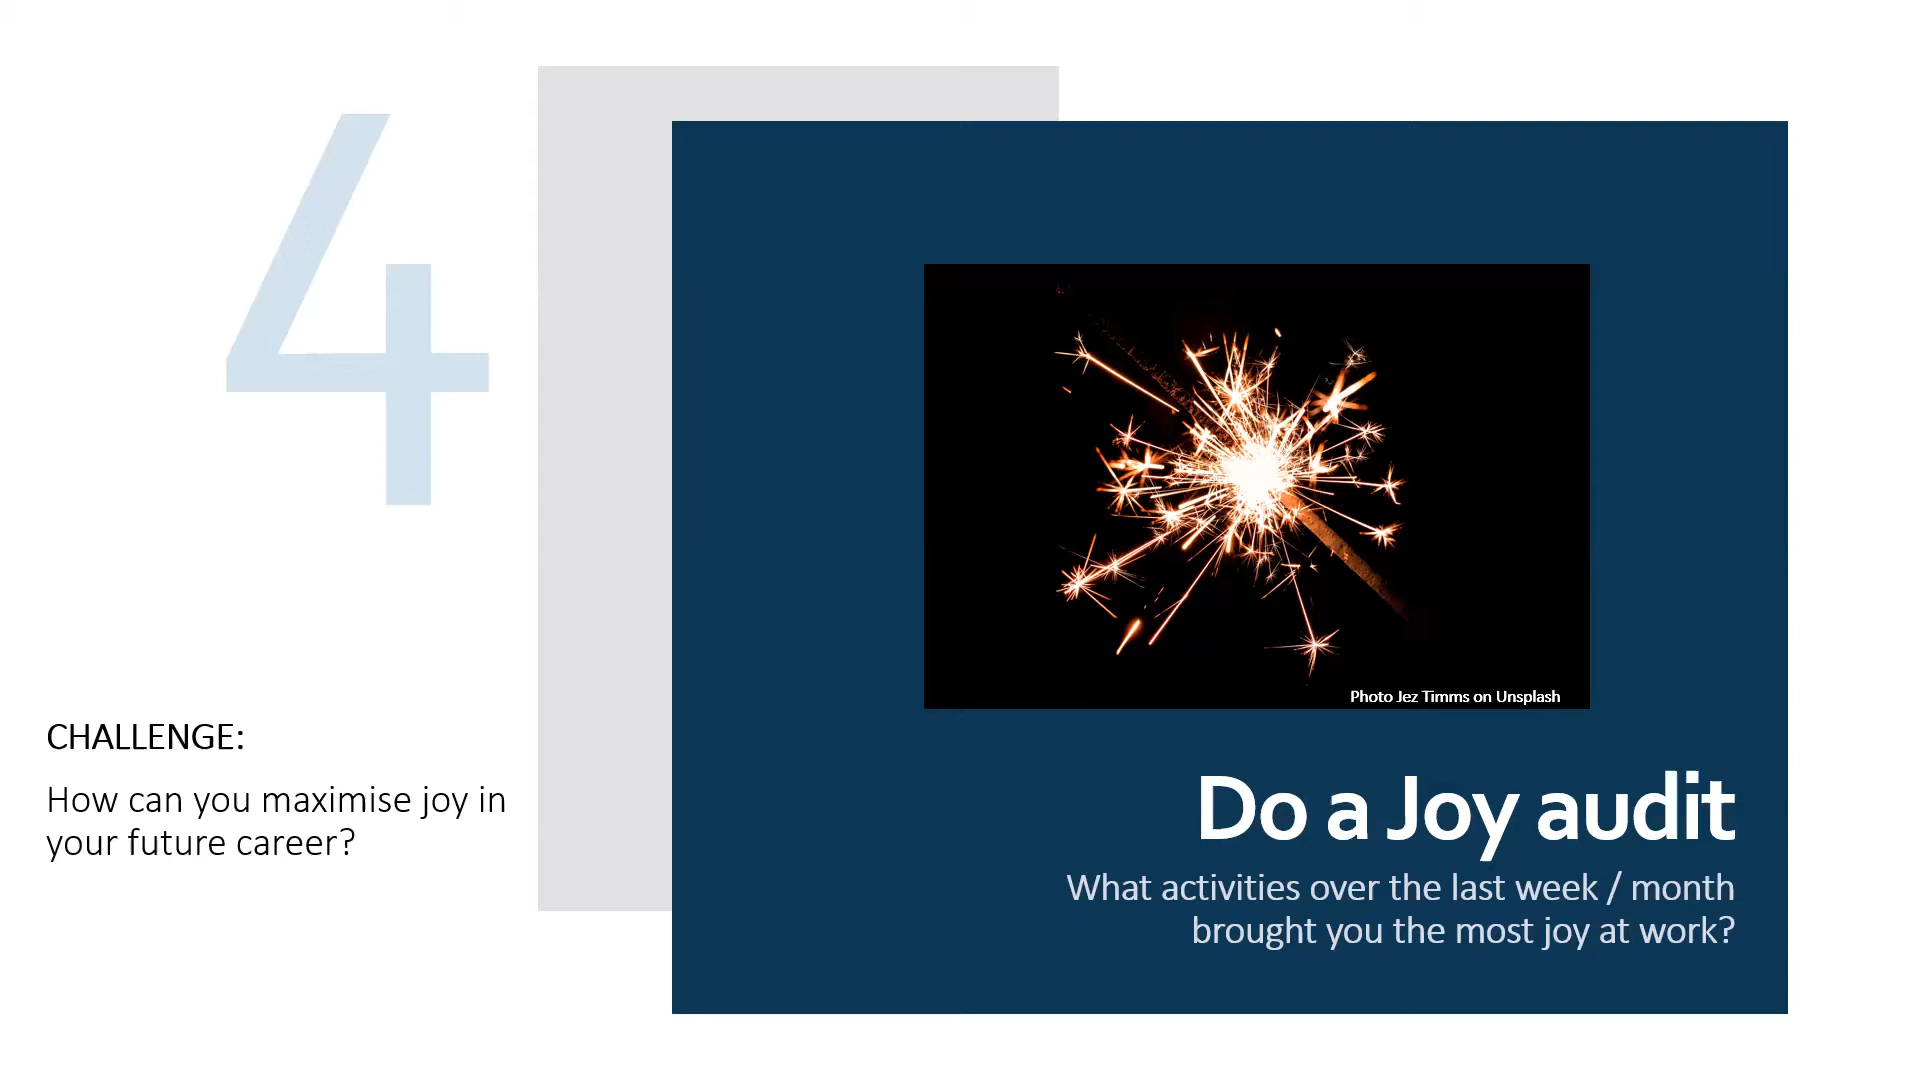 4
CHALLENGE:
How can you maximise joy in
your future career?
Photo Jez Timms on Unsplash
Do a Joy audit
What activities over the last week / month
brought you the most joy at work?